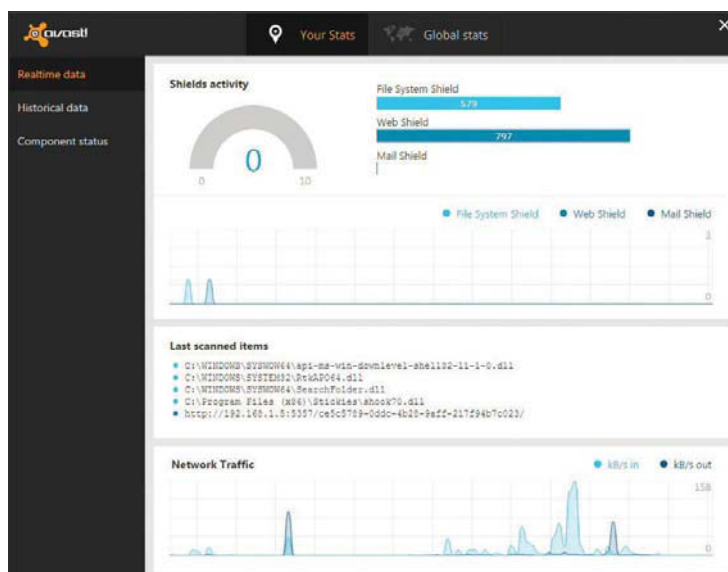 avast!
Your Stats
Global stats
Realtime data
Historical data
Component status
Shields activity
0
0 10
File System Shield
579
Web Shield
797
Mail Shield
File System Shield Web Shield Mail Shield
0
Last scanned items
C:\WINDOWS\SYSWOW64\api-ms-win-downlevel-shell32-l1-1-0.dll
C:\WINDOWS\SYSTEM32\RtkAPO64.dll
C:\WINDOWS\SYSWOW64\SearchFolder.dll
C:\Program Files (x86)\Stickies\shook70.dll
http://192.168.1.5:5357/ce5c5789-0ddc-4b28-9aff-217f94b7c023/
Network Traffic
kB/s in kB/s out
158
0